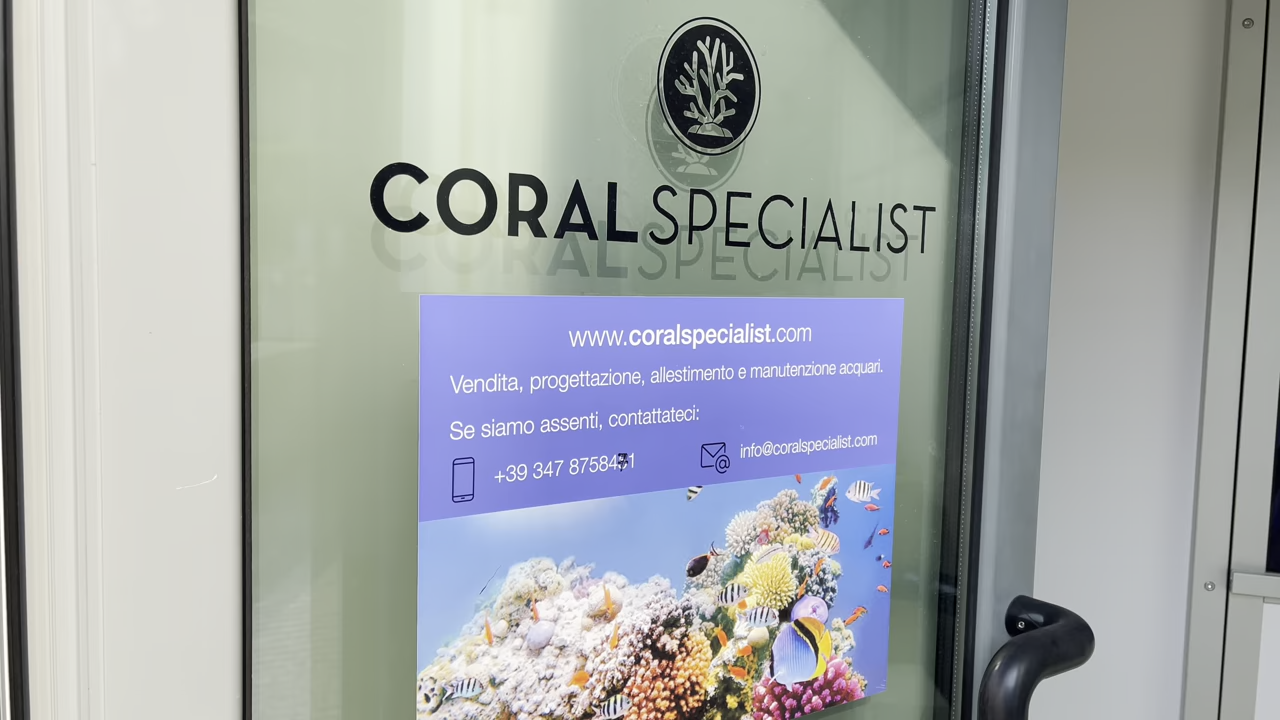 CORALSPECIALIST
www.coralspecialist.com
Vendita, progettazione, allestimento e manutenzione acquari.
Se siamo assenti, contattateci:
+39 347
info@coralspecialist.com